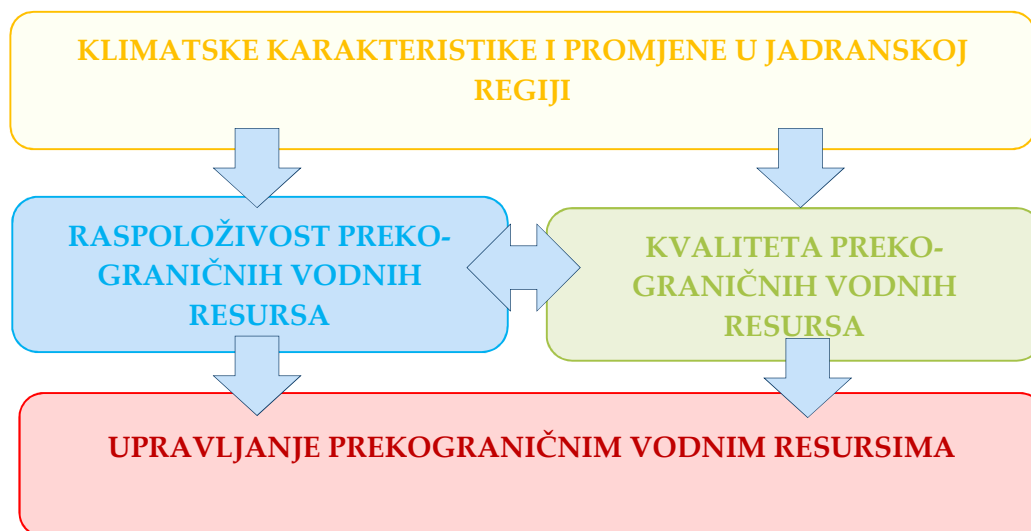 KLIMATSKE KARAKTERISTIKE I PROMJENE U JADRANSKOJ
REGIJI
RASPOLOŽIVOST PREKO-
GRANIČNIH VODNIH
RESURSA
KVALITETA PREKO-
GRANIČNIH VODNIH
RESURSA
UPRAVLJANJE PREKOGRANIČNIM VODNIM RESURSIMA